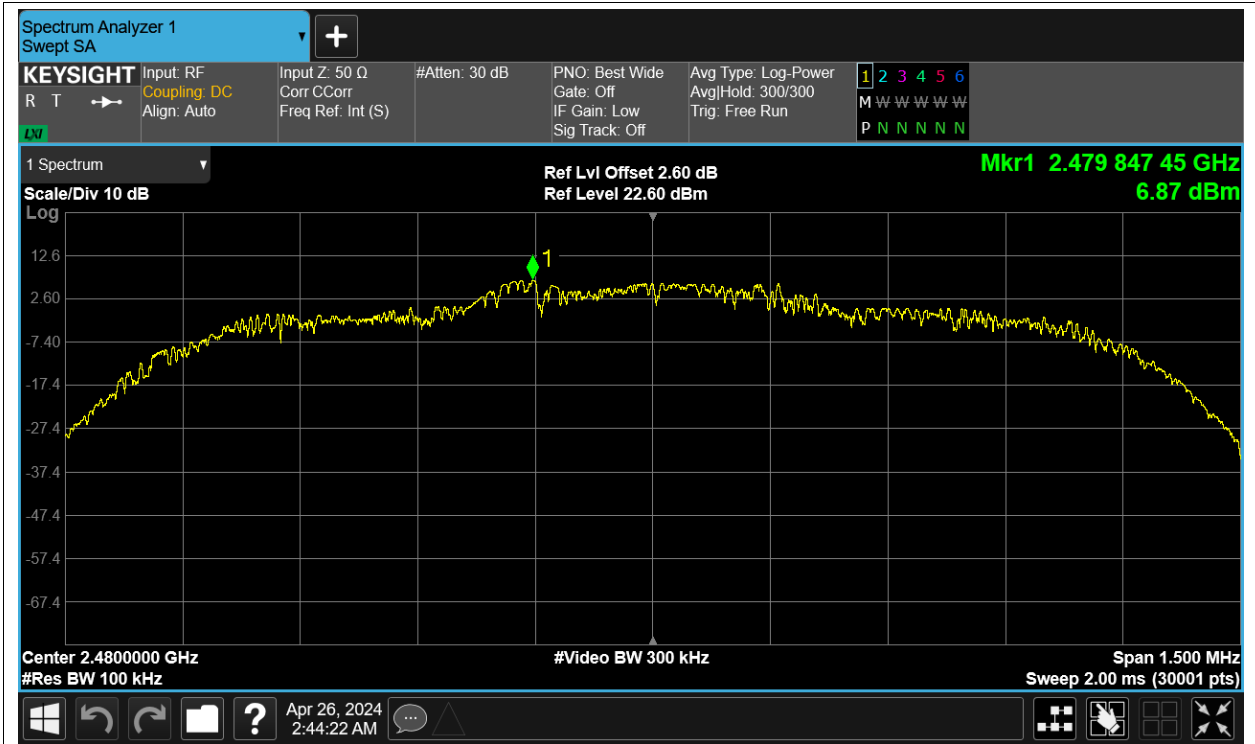 Spectrum Analyzer 1
Swept SA
KEYSIGHT
R T
LXI
Input: RF
Coupling: DC
Align: Auto
Input Z: 50 Ω
Corr CCorr
Freq Ref: Int (S)
#Atten: 30 dB
PNO: Best Wide
Gate: Off
IF Gain: Low
Sig Track: Off
Avg Type: Log-Power
Avg|Hold: 300/300
Trig: Free Run
1 2 3 4 5 6
M W W W W W
P N N N N N
1 Spectrum
Scale/Div 10 dB
Ref Lvl Offset 2.60 dB
Ref Level 22.60 dBm
Mkr1 2.479 847 45 GHz
6.87 dBm
Log
1
12.6
2.60
-7.40
-17.4
-27.4
-37.4
-47.4
-57.4
-67.4
Center 2.4800000 GHz
#Video BW 300 kHz
Span 1.500 MHz
#Res BW 100 kHz
Sweep 2.00 ms (30001 pts)
?
Apr 26, 2024
2:44:22 AM